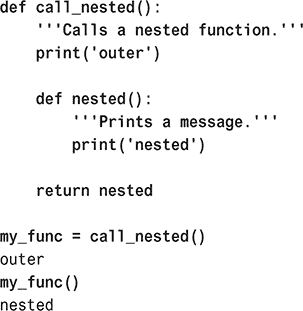 def call_nested():
    '''Calls a nested function.'''
    print('outer')

    def nested():
        '''Prints a message.'''
        print('nested')

    return nested

my_func = call_nested()
outer
my_func()
nested